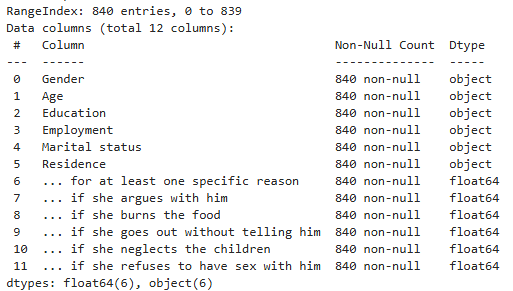 RangeIndex: 840 entries, 0 to 839
Data columns (total 12 columns):
 #   Column                                  Non-Null Count  Dtype
---  ------                                  --------------  -----
 0   Gender                                  840 non-null    object
 1   Age                                     840 non-null    object
 2   Education                               840 non-null    object
 3   Employment                              840 non-null    object
 4   Marital status                          840 non-null    object
 5   Residence                               840 non-null    object
 6   ... for at least one specific reason    840 non-null    float64
 7   ... if she argues with him              840 non-null    float64
 8   ... if she burns the food               840 non-null    float64
 9   ... if she goes out without telling him 840 non-null    float64
 10  ... if she neglects the children        840 non-null    float64
 11  ... if she refuses to have sex with him 840 non-null    float64
dtypes: float64(6), object(6)